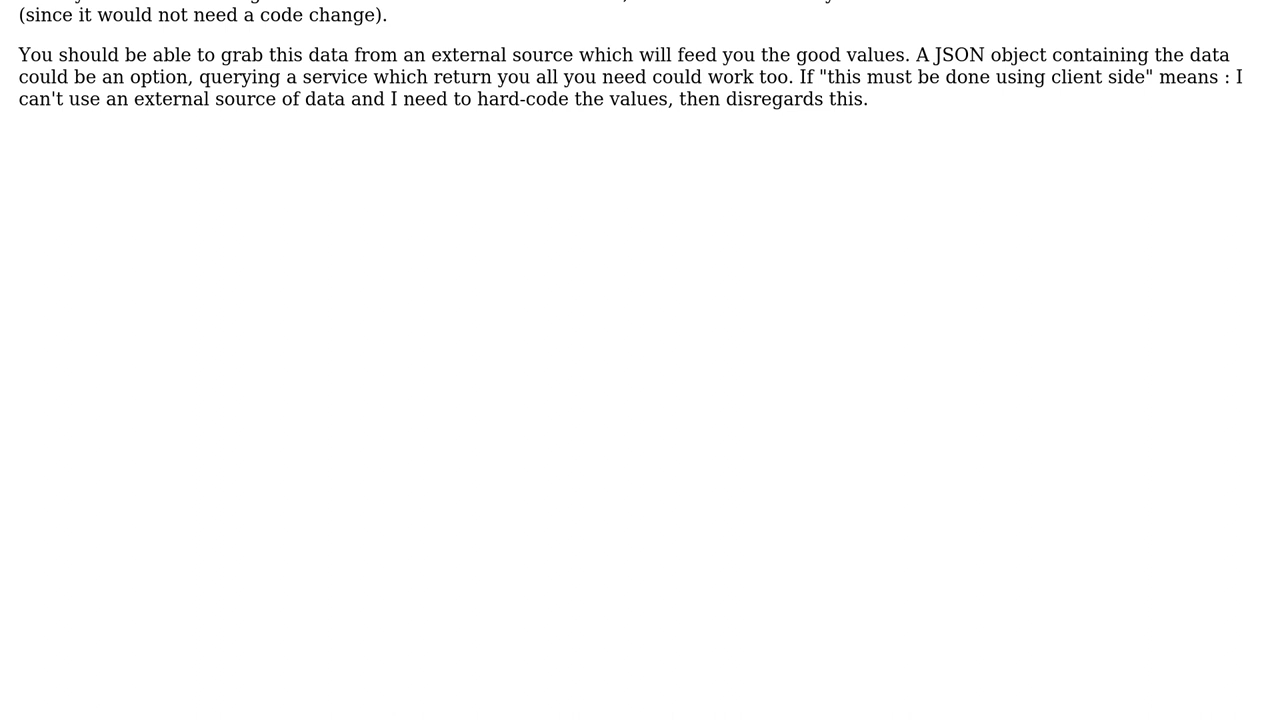 (since it would not need a code change).
You should be able to grab this data from an external source which will feed you the good values. A JSON object containing the data
could be an option, querying a service which return you all you need could work too. If "this must be done using client side" means : I
can't use an external source of data and I need to hard-code the values, then disregards this.